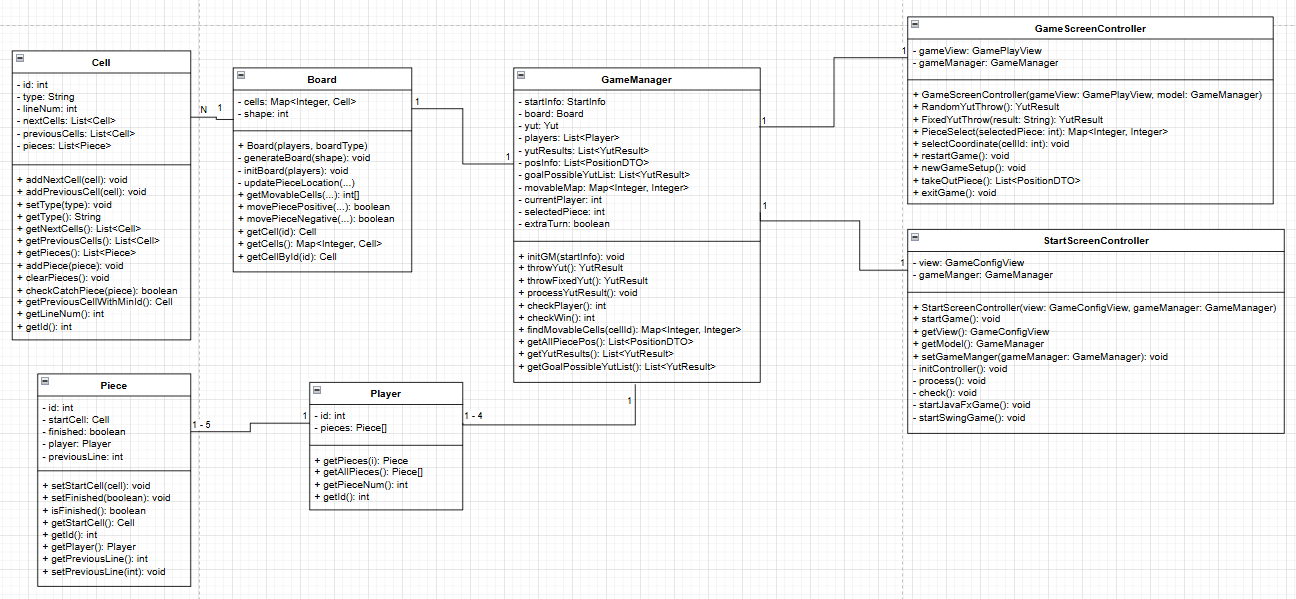 Cell
- id: int
- type: String
- lineNum: int
- nextCells: List<Cell>
- previousCells: List<Cell>
- pieces: List<Piece>
+ addNextCell(cell): void
+ addPreviousCell(cell): void
+ setType(type): void
+ getType(): String
+ getNextCells(): List<Cell>
+ getPreviousCells(): List<Cell>
+ getPieces(): List<Piece>
+ addPiece(piece): void
+ clearPieces(): void
+ checkCatchPiece(piece): boolean
+ getPreviousCellWithMinId(): Cell
+ getLineNum(): int
+ getId(): int
N
1
Board
- cells: Map<Integer, Cell>
- shape: int
+ Board(players, boardType)
- generateBoard(shape): void
- initBoard(players): void
- updatePieceLocation(...)
+ getMovableCells(...): int[]
+ movePiecePositive(...): boolean
+ movePieceNegative(...): boolean
+ getCell(id): Cell
+ getCells(): Map<Integer, Cell>
+ getCellById(id): Cell
1
1
GameManager
- startInfo: StartInfo
- board: Board
- yut: Yut
- players: List<Player>
- yutResults: List<YutResult>
- posInfo: List<PositionDTO>
- goalPossibleYutList: List<YutResult>
- movableMap: Map<Integer, Integer>
- currentPlayer: int
- selectedPiece: int
- extraTurn: boolean
+ initGM(startInfo): void
+ throwYut(): YutResult
+ throwFixedYut(): YutResult
+ processYutResult(): void
+ checkPlayer(): int
+ checkWin(): int
+ findMovableCells(cellId): Map<Integer, Integer>
+ getAllPiecePos(): List<PositionDTO>
+ getYutResults(): List<YutResult>
+ getGoalPossibleYutList(): List<YutResult>
1
1
GameScreenController
- gameView: GamePlayView
- gameManager: GameManager
+ GameScreenController(gameView: GamePlayView, model: GameManager)
+ RandomYutThrow(): YutResult
+ FixedYutThrow(result: String): YutResult
+ PieceSelect(selectedPiece: int): Map<Integer, Integer>
+ selectCoordinate(cellId: int): void
+ restartGame(): void
+ newGameSetup(): void
+ takeOutPiece(): List<PositionDTO>
+ exitGame(): void
1
1
StartScreenController
- view: GameConfigView
- gameManger: GameManager
+ StartScreenController(view: GameConfigView, gameManager: GameManager)
+ startGame(): void
+ getView(): GameConfigView
+ getModel(): GameManager
+ setGameManger(gameManager: GameManager): void
- initController(): void
- process(): void
- check(): void
- startJavaFxGame(): void
- startSwingGame(): void
Piece
- id: int
- startCell: Cell
- finished: boolean
- player: Player
- previousLine: int
+ setStartCell(cell): void
+ setFinished(boolean): void
+ isFinished(): boolean
+ getStartCell(): Cell
+ getId(): int
+ getPlayer(): Player
+ getPreviousLine(): int
+ setPreviousLine(int): void
1 - 5
1
Player
- id: int
- pieces: Piece[]
+ getPieces(i): Piece
+ getAllPieces(): Piece[]
+ getPieceNum(): int
+ getId(): int
1 - 4
1